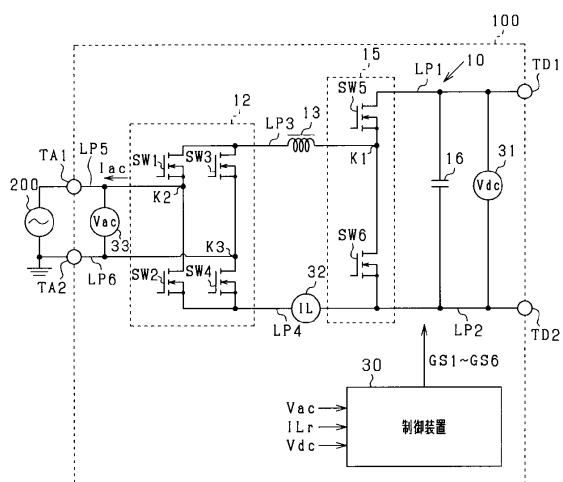 100
15
10
LP1
TD1
SW5
12
13
LP3
TA1
LP5
Iac
SW1
SW3
K1
31
16
Vdc
K2
200
Vac
33
K3
SW6
SW2
SW4
32
LP6
TA2
IL
LP4
LP2
TD2
GS1~GS6
30
Vac
ILr
Vdc
制御装置